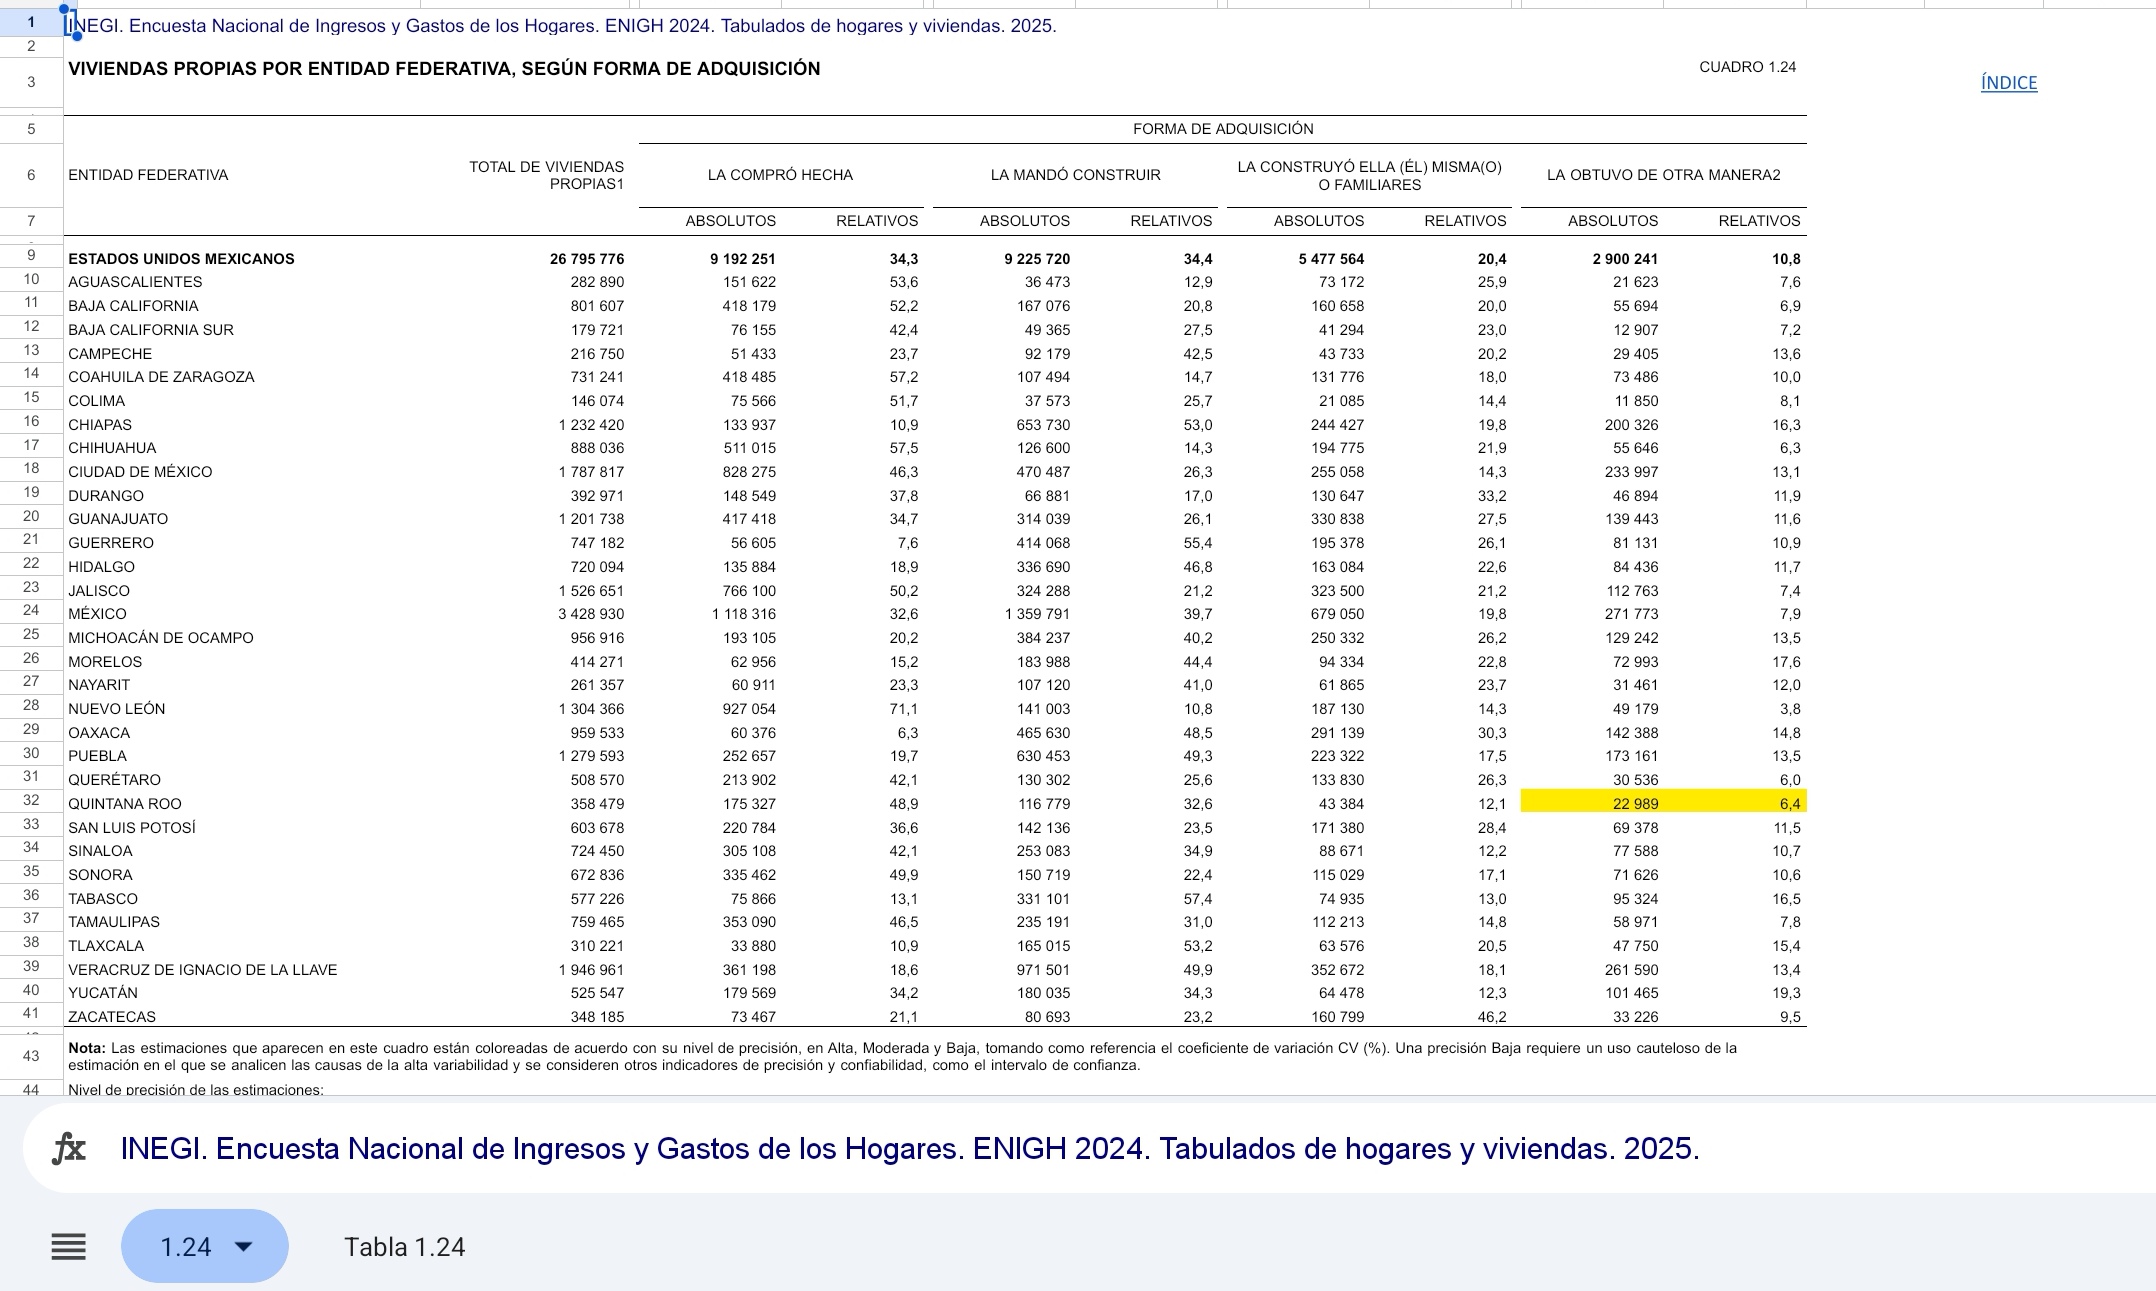 1 INEGI. Encuesta Nacional de Ingresos y Gastos de los Hogares. ENIGH 2024. Tabulados de hogares y viviendas. 2025.
2
3 VIVIENDAS PROPIAS POR ENTIDAD FEDERATIVA, SEGÚN FORMA DE ADQUISICIÓN CUADRO 1.24 ÍNDICE
5 FORMA DE ADQUISICIÓN
6 ENTIDAD FEDERATIVA TOTAL DE VIVIENDAS PROPIAS1 LA COMPRÓ HECHA LA MANDÓ CONSTRUIR LA CONSTRUYÓ ELLA (ÉL) MISMA(O) O FAMILIARES LA OBTUVO DE OTRA MANERA2
7 ABSOLUTOS RELATIVOS ABSOLUTOS RELATIVOS ABSOLUTOS RELATIVOS ABSOLUTOS RELATIVOS
9 ESTADOS UNIDOS MEXICANOS 26 795 776 9 192 251 34,3 9 225 720 34,4 5 477 564 20,4 2 900 241 10,8
10 AGUASCALIENTES 282 890 151 622 53,6 36 473 12,9 73 172 25,9 21 623 7,6
11 BAJA CALIFORNIA 801 607 418 179 52,2 167 076 20,8 160 658 20,0 55 694 6,9
12 BAJA CALIFORNIA SUR 179 721 76 155 42,4 49 365 27,5 41 294 23,0 12 907 7,2
13 CAMPECHE 216 750 51 433 23,7 92 179 42,5 43 733 20,2 29 405 13,6
14 COAHUILA DE ZARAGOZA 731 241 418 485 57,2 107 494 14,7 131 776 18,0 73 486 10,0
15 COLIMA 146 074 75 566 51,7 37 573 25,7 21 085 14,4 11 850 8,1
16 CHIAPAS 1 232 420 133 937 10,9 653 730 53,0 244 427 19,8 200 326 16,3
17 CHIHUAHUA 888 036 511 015 57,5 126 600 14,3 194 775 21,9 55 646 6,3
18 CIUDAD DE MÉXICO 1 787 817 828 275 46,3 470 487 26,3 255 058 14,3 233 997 13,1
19 DURANGO 392 971 148 549 37,8 66 881 17,0 130 647 33,2 46 894 11,9
20 GUANAJUATO 1 201 738 417 418 34,7 314 039 26,1 330 838 27,5 139 443 11,6
21 GUERRERO 747 182 56 605 7,6 414 068 55,4 195 378 26,1 81 131 10,9
22 HIDALGO 720 094 135 884 18,9 336 690 46,8 163 084 22,6 84 436 11,7
23 JALISCO 1 526 651 766 100 50,2 324 288 21,2 323 500 21,2 112 763 7,4
24 MÉXICO 3 428 930 1 118 316 32,6 1 359 791 39,7 679 050 19,8 271 773 7,9
25 MICHOACÁN DE OCAMPO 956 916 193 105 20,2 384 237 40,2 250 332 26,2 129 242 13,5
26 MORELOS 414 271 62 956 15,2 183 988 44,4 94 334 22,8 72 993 17,6
27 NAYARIT 261 357 60 911 23,3 107 120 41,0 61 865 23,7 31 461 12,0
28 NUEVO LEÓN 1 304 366 927 054 71,1 141 003 10,8 187 130 14,3 49 179 3,8
29 OAXACA 959 533 60 376 6,3 465 630 48,5 291 139 30,3 142 388 14,8
30 PUEBLA 1 279 593 252 657 19,7 630 453 49,3 223 322 17,5 173 161 13,5
31 QUERÉTARO 508 570 213 902 42,1 130 302 25,6 133 830 26,3 30 536 6,0
32 QUINTANA ROO 358 479 175 327 48,9 116 779 32,6 43 384 12,1 22 989 6,4
33 SAN LUIS POTOSÍ 603 678 220 784 36,6 142 136 23,5 171 380 28,4 69 378 11,5
34 SINALOA 724 450 305 108 42,1 253 083 34,9 88 671 12,2 77 588 10,7
35 SONORA 672 836 335 462 49,9 150 719 22,4 115 029 17,1 71 626 10,6
36 TABASCO 577 226 75 866 13,1 331 101 57,4 74 935 13,0 95 324 16,5
37 TAMAULIPAS 759 465 353 090 46,5 235 191 31,0 112 213 14,8 58 971 7,8
38 TLAXCALA 310 221 33 880 10,9 165 015 53,2 63 576 20,5 47 750 15,4
39 VERACRUZ DE IGNACIO DE LA LLAVE 1 946 961 361 198 18,6 971 501 49,9 352 672 18,1 261 590 13,4
40 YUCATÁN 525 547 179 569 34,2 180 035 34,3 64 478 12,3 101 465 19,3
41 ZACATECAS 348 185 73 467 21,1 80 693 23,2 160 799 46,2 33 226 9,5
43 Nota: Las estimaciones que aparecen en este cuadro están coloreadas de acuerdo con su nivel de precisión, en Alta, Moderada y Baja, tomando como referencia el coeficiente de variación CV (%). Una precisión Baja requiere un uso cauteloso de la
estimación en el que se analicen las causas de la alta variabilidad y se consideren otros indicadores de precisión y confiabilidad, como el intervalo de confianza.
44 Nivel de precisión de las estimaciones:
fx INEGI. Encuesta Nacional de Ingresos y Gastos de los Hogares. ENIGH 2024. Tabulados de hogares y viviendas. 2025.
1.24 Tabla 1.24